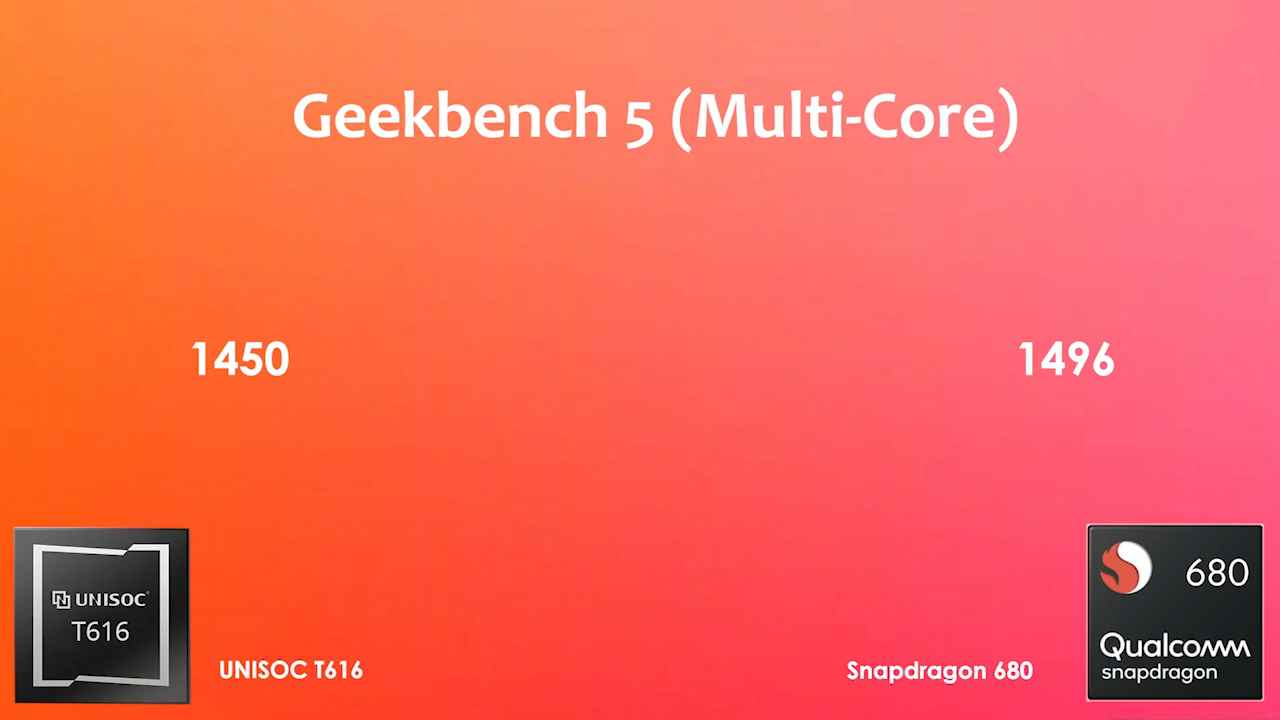 Geekbench 5 (Multi-Core)
1450
1496
UNISOC
T616
UNISOC T616
Snapdragon 680
680
Qualcomm
snapdragon